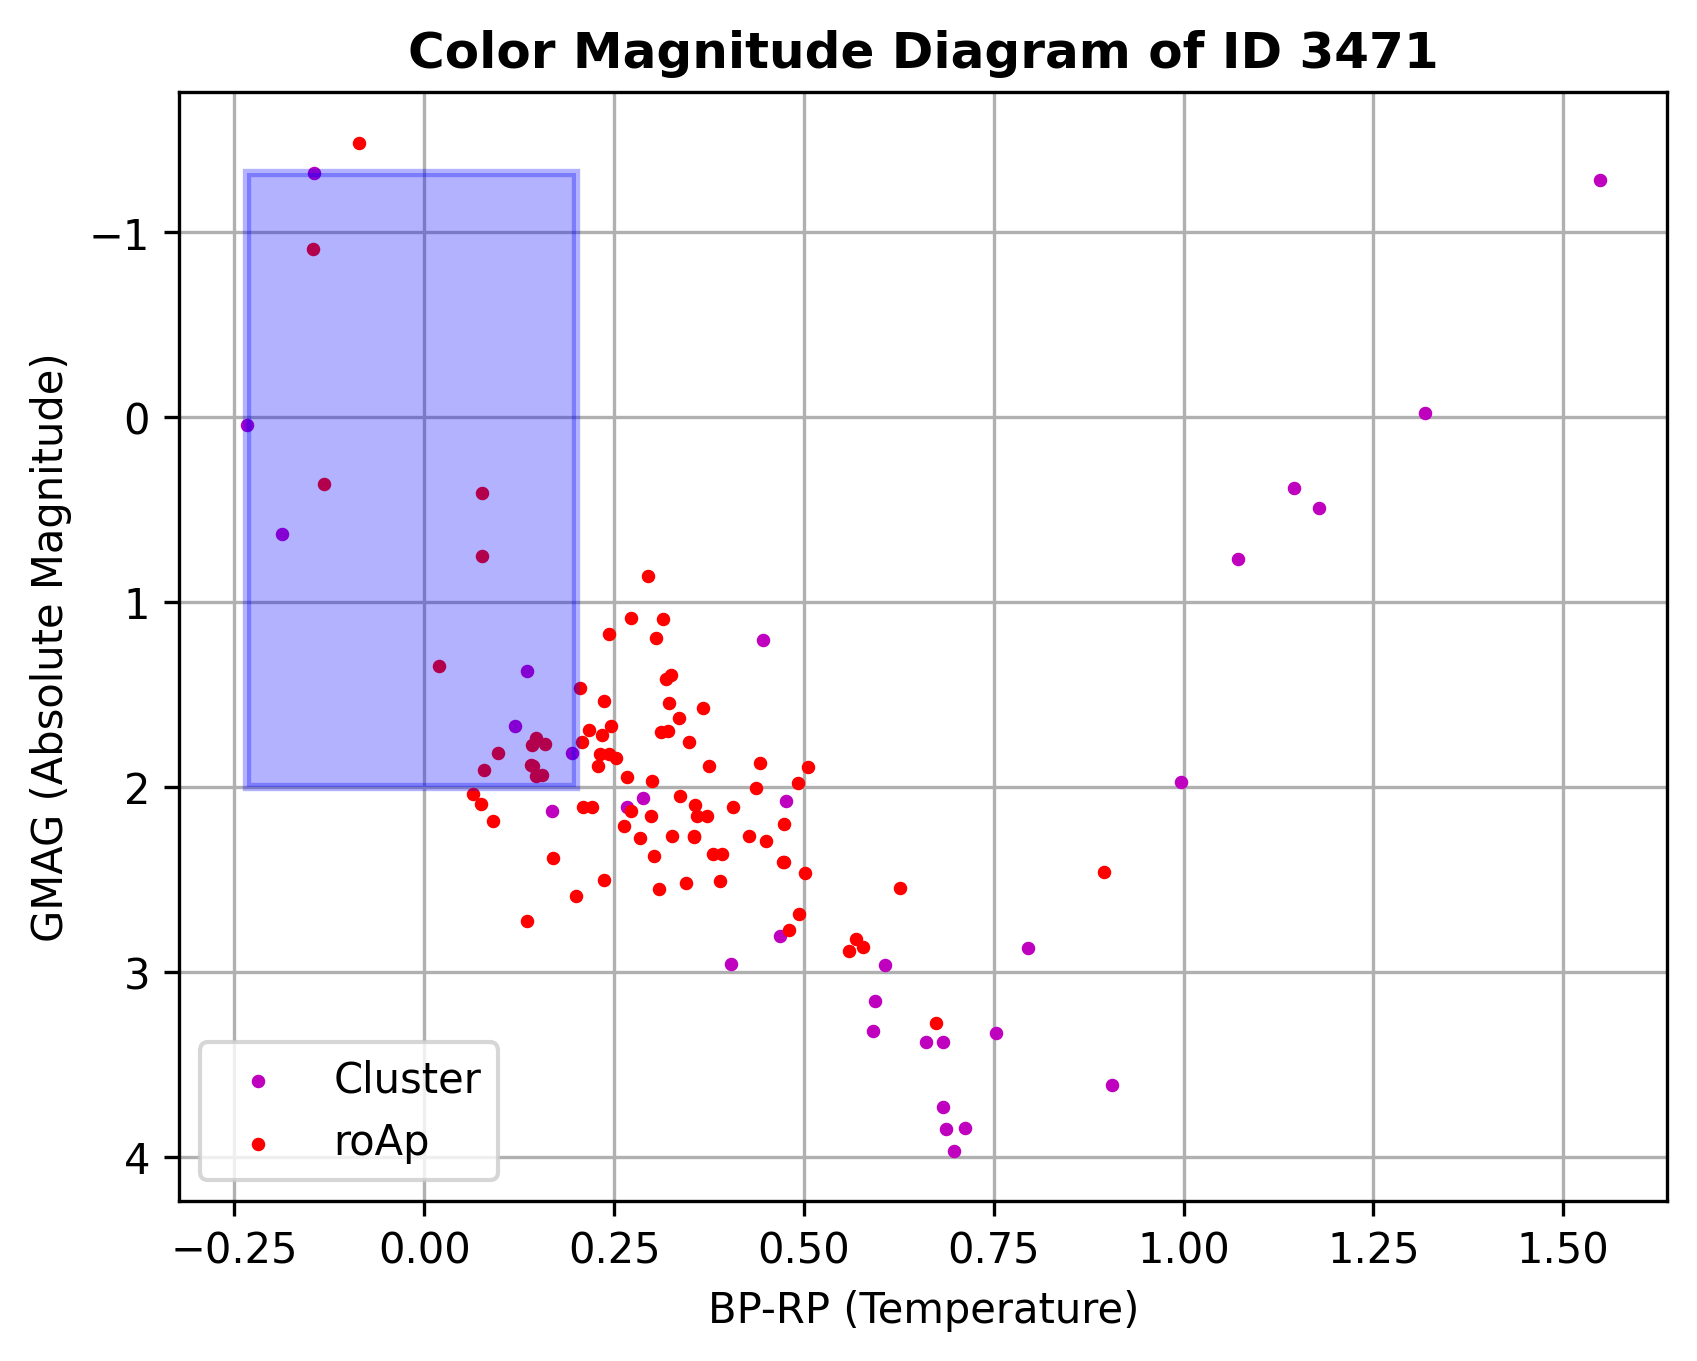 Color Magnitude Diagram of ID 3471
GMAG (Absolute Magnitude)
−1
0
1
2
3
4
Cluster
roAp
−0.25 0.00 0.25 0.50 0.75 1.00 1.25 1.50
BP-RP (Temperature)